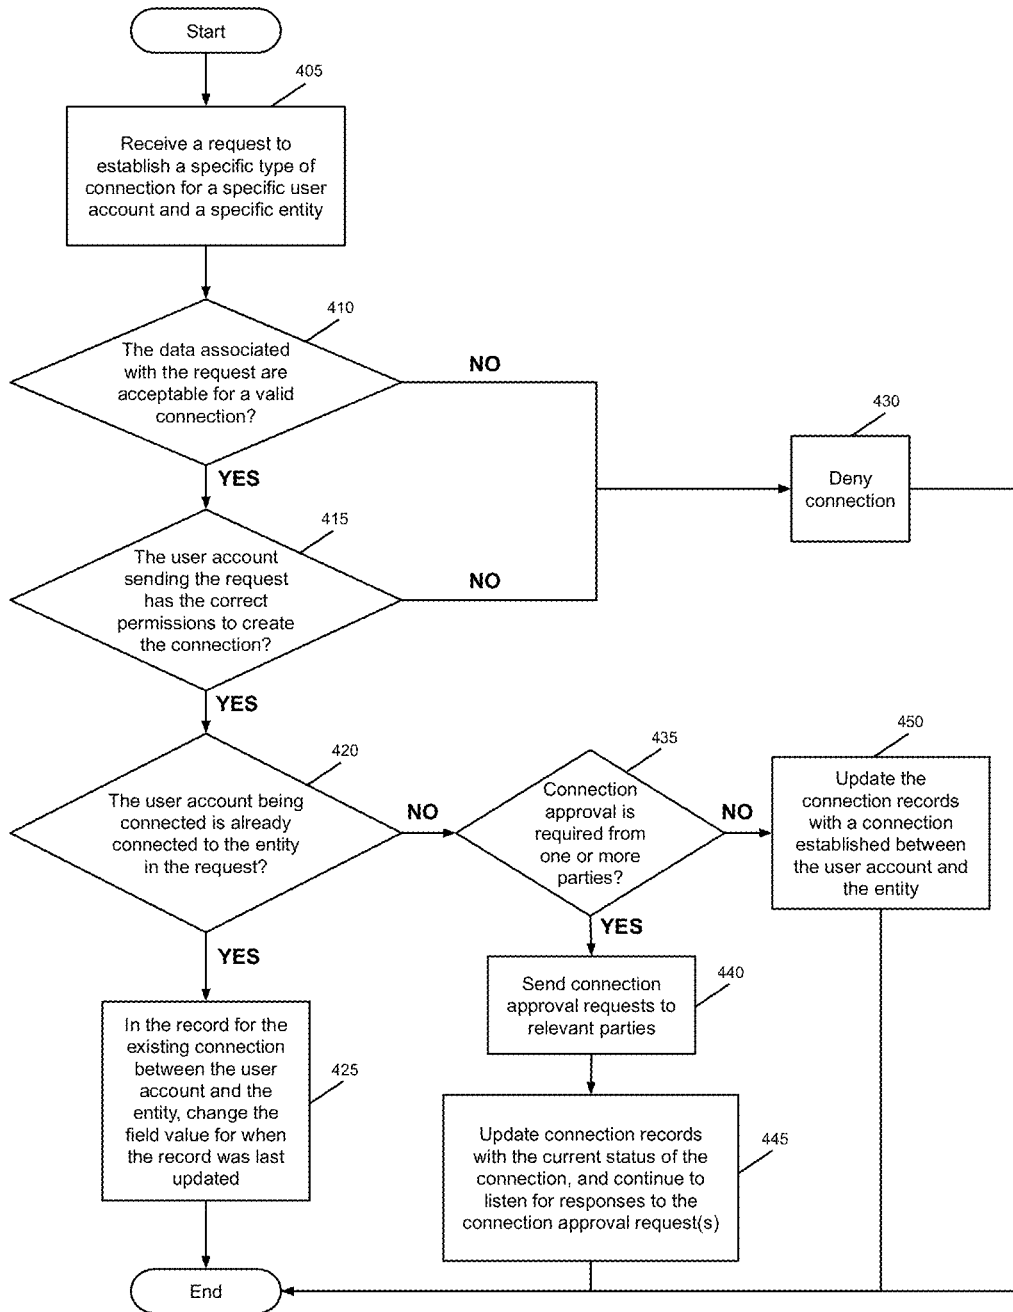 Start
405
Receive a request to
establish a specific type of
connection for a specific user
account and a specific entity
410
The data associated
with the request are
acceptable for a valid
connection?
NO
YES
430
Deny
connection
415
The user account
sending the request
has the correct
permissions to create
the connection?
NO
YES
420
The user account being
connected is already
connected to the entity
in the request?
NO
YES
435
Connection
approval is
required from
one or more
parties?
NO
YES
450
Update the
connection records
with a connection
established between
the user account and
the entity
440
Send connection
approval requests to
relevant parties
425
In the record for the
existing connection
between the user
account and the
entity, change the
field value for when
the record was last
updated
445
Update connection records
with the current status of the
connection, and continue to
listen for responses to the
connection approval request(s)
End